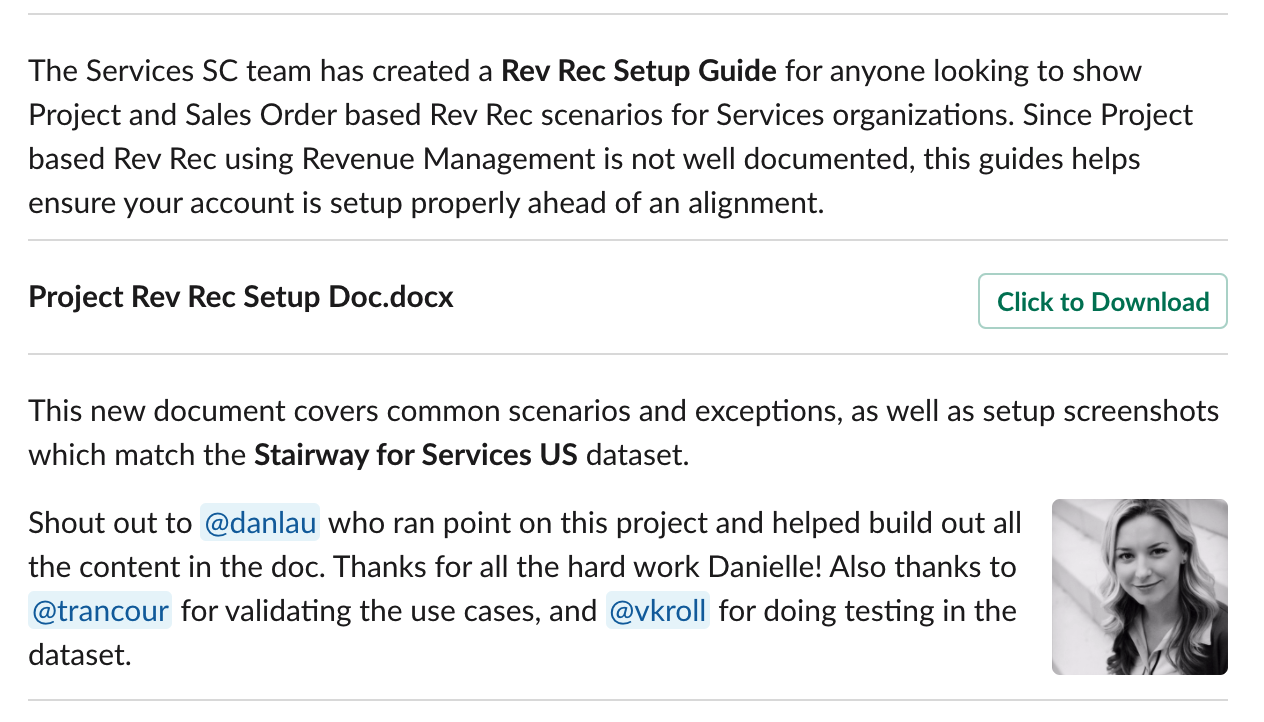 The Services SC team has created a Rev Rec Setup Guide for anyone looking to show
Project and Sales Order based Rev Rec scenarios for Services organizations. Since Project
based Rev Rec using Revenue Management is not well documented, this guides helps
ensure your account is setup properly ahead of an alignment.
Project Rev Rec Setup Doc.docx
Click to Download
This new document covers common scenarios and exceptions, as well as setup screenshots
which match the Stairway for Services US dataset.
Shout out to @danlau who ran point on this project and helped build out all
the content in the doc. Thanks for all the hard work Danielle! Also thanks to
@trancour for validating the use cases, and @vkroll for doing testing in the
dataset.